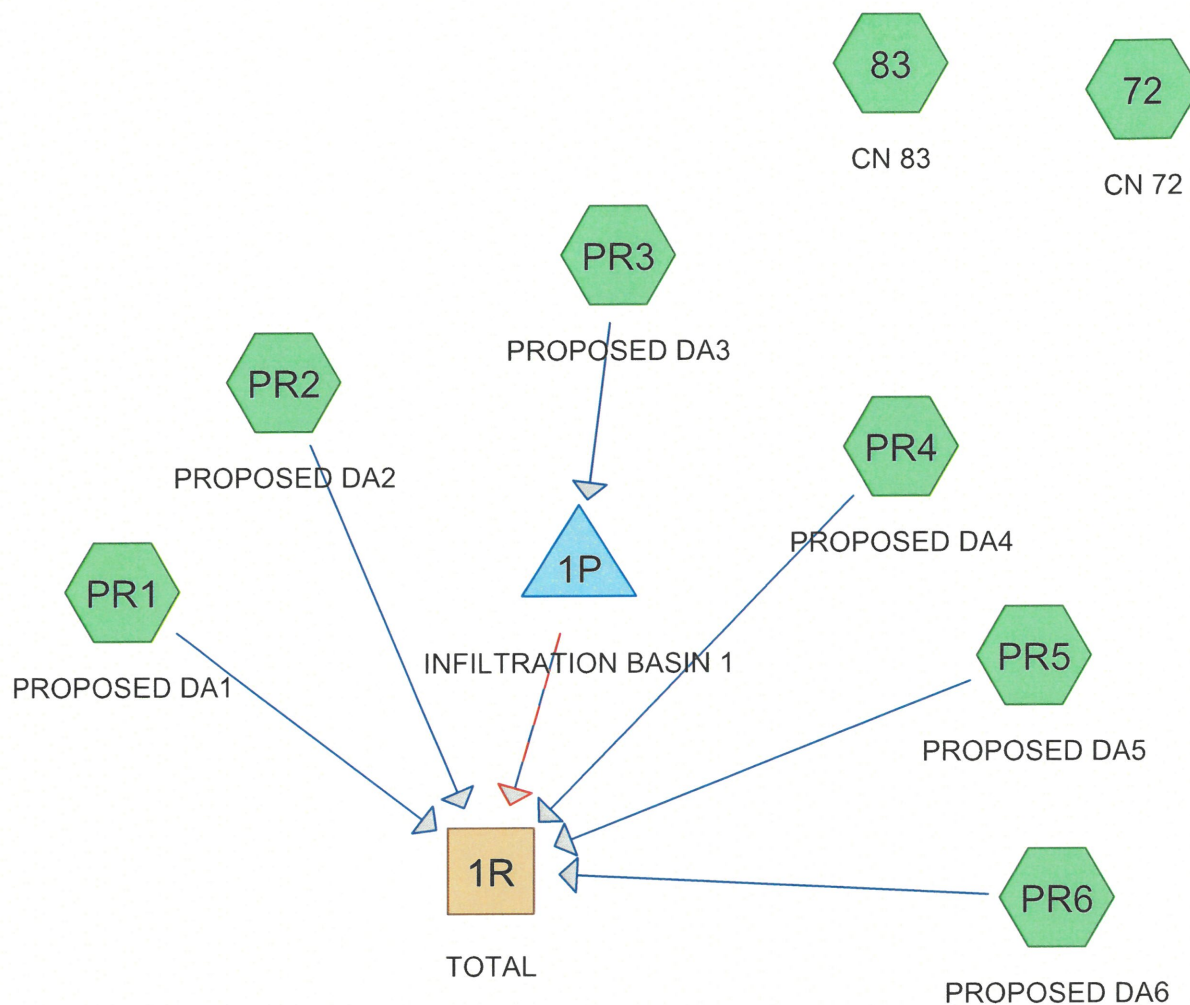 83
CN 83
72
CN 72
PR3
PROPOSED DA3
PR2
PROPOSED DA2
PR4
PROPOSED DA4
1P
INFILTRATION BASIN 1
PR1
PROPOSED DA1
PR5
PROPOSED DA5
1R
TOTAL
PR6
PROPOSED DA6